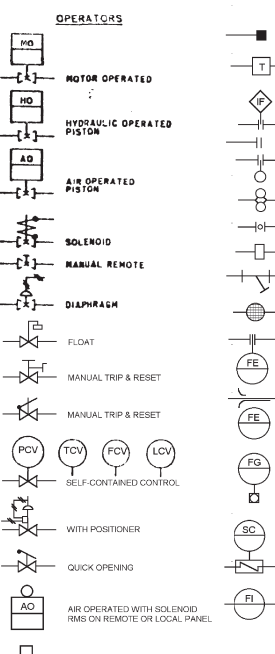 OPERATORS
MO
MOTOR OPERATED
HO
HYDRAULIC OPERATED
PISTON
AO
AIR OPERATED
PISTON
SOLENOID
MANUAL REMOTE
DIAPHRAGM
FLOAT
MANUAL TRIP & RESET
MANUAL TRIP & RESET
PCV TCV FCV LCV
SELF-CONTAINED CONTROL
WITH POSITIONER
QUICK OPENING
AO
AIR OPERATED WITH SOLENOID
RMS ON REMOTE OR LOCAL PANEL
T
IF
FE
FE
FG
SC
FI